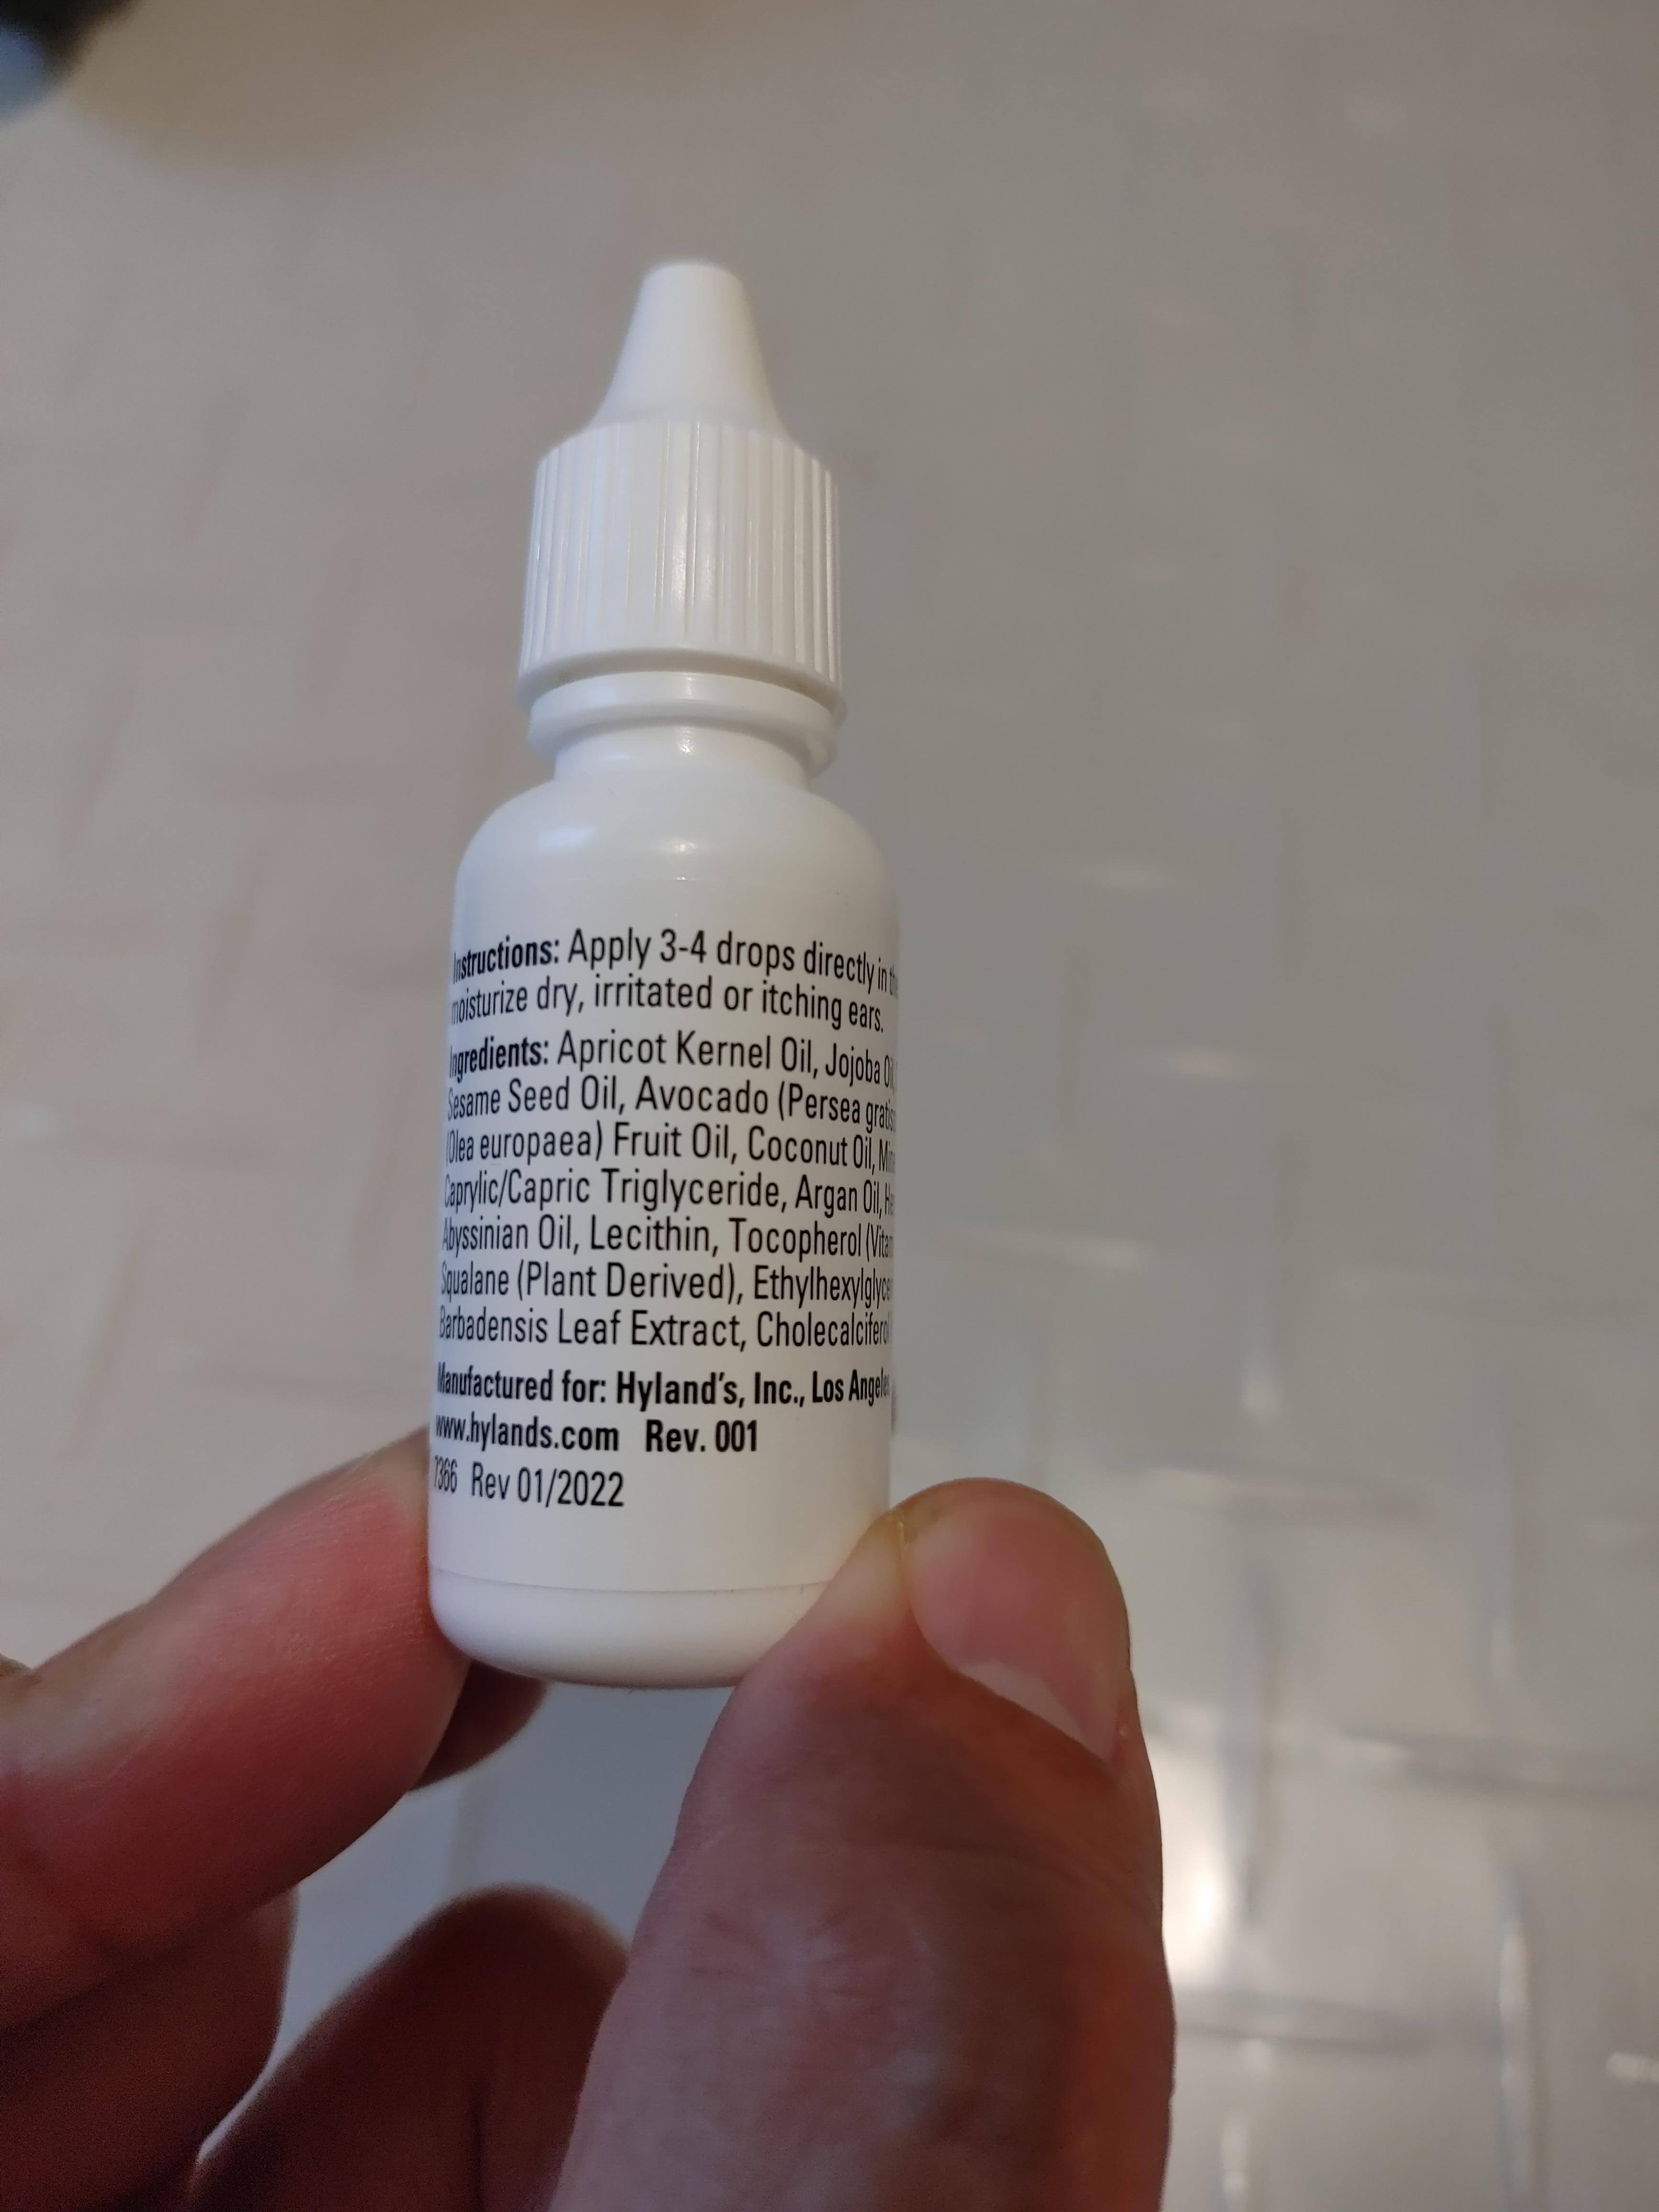 Instructions: Apply 3-4 drops directly in
moisturize dry, irritated or itching ears.
Ingredients: Apricot Kernel Oil, Jojoba
Sesame Seed Oil, Avocado (Persea
(Olea europaea) Fruit Oil, Coconut Oil,
Caprylic/Capric Triglyceride, Argan Oil,
Abyssinian Oil, Lecithin, Tocopherol
Squalane (Plant Derived),
Barbadensis Leaf Extract,
Manufactured for: Hyland's, Inc., Los
www.hylands.com Rev. 001
7366 Rev 01/2022